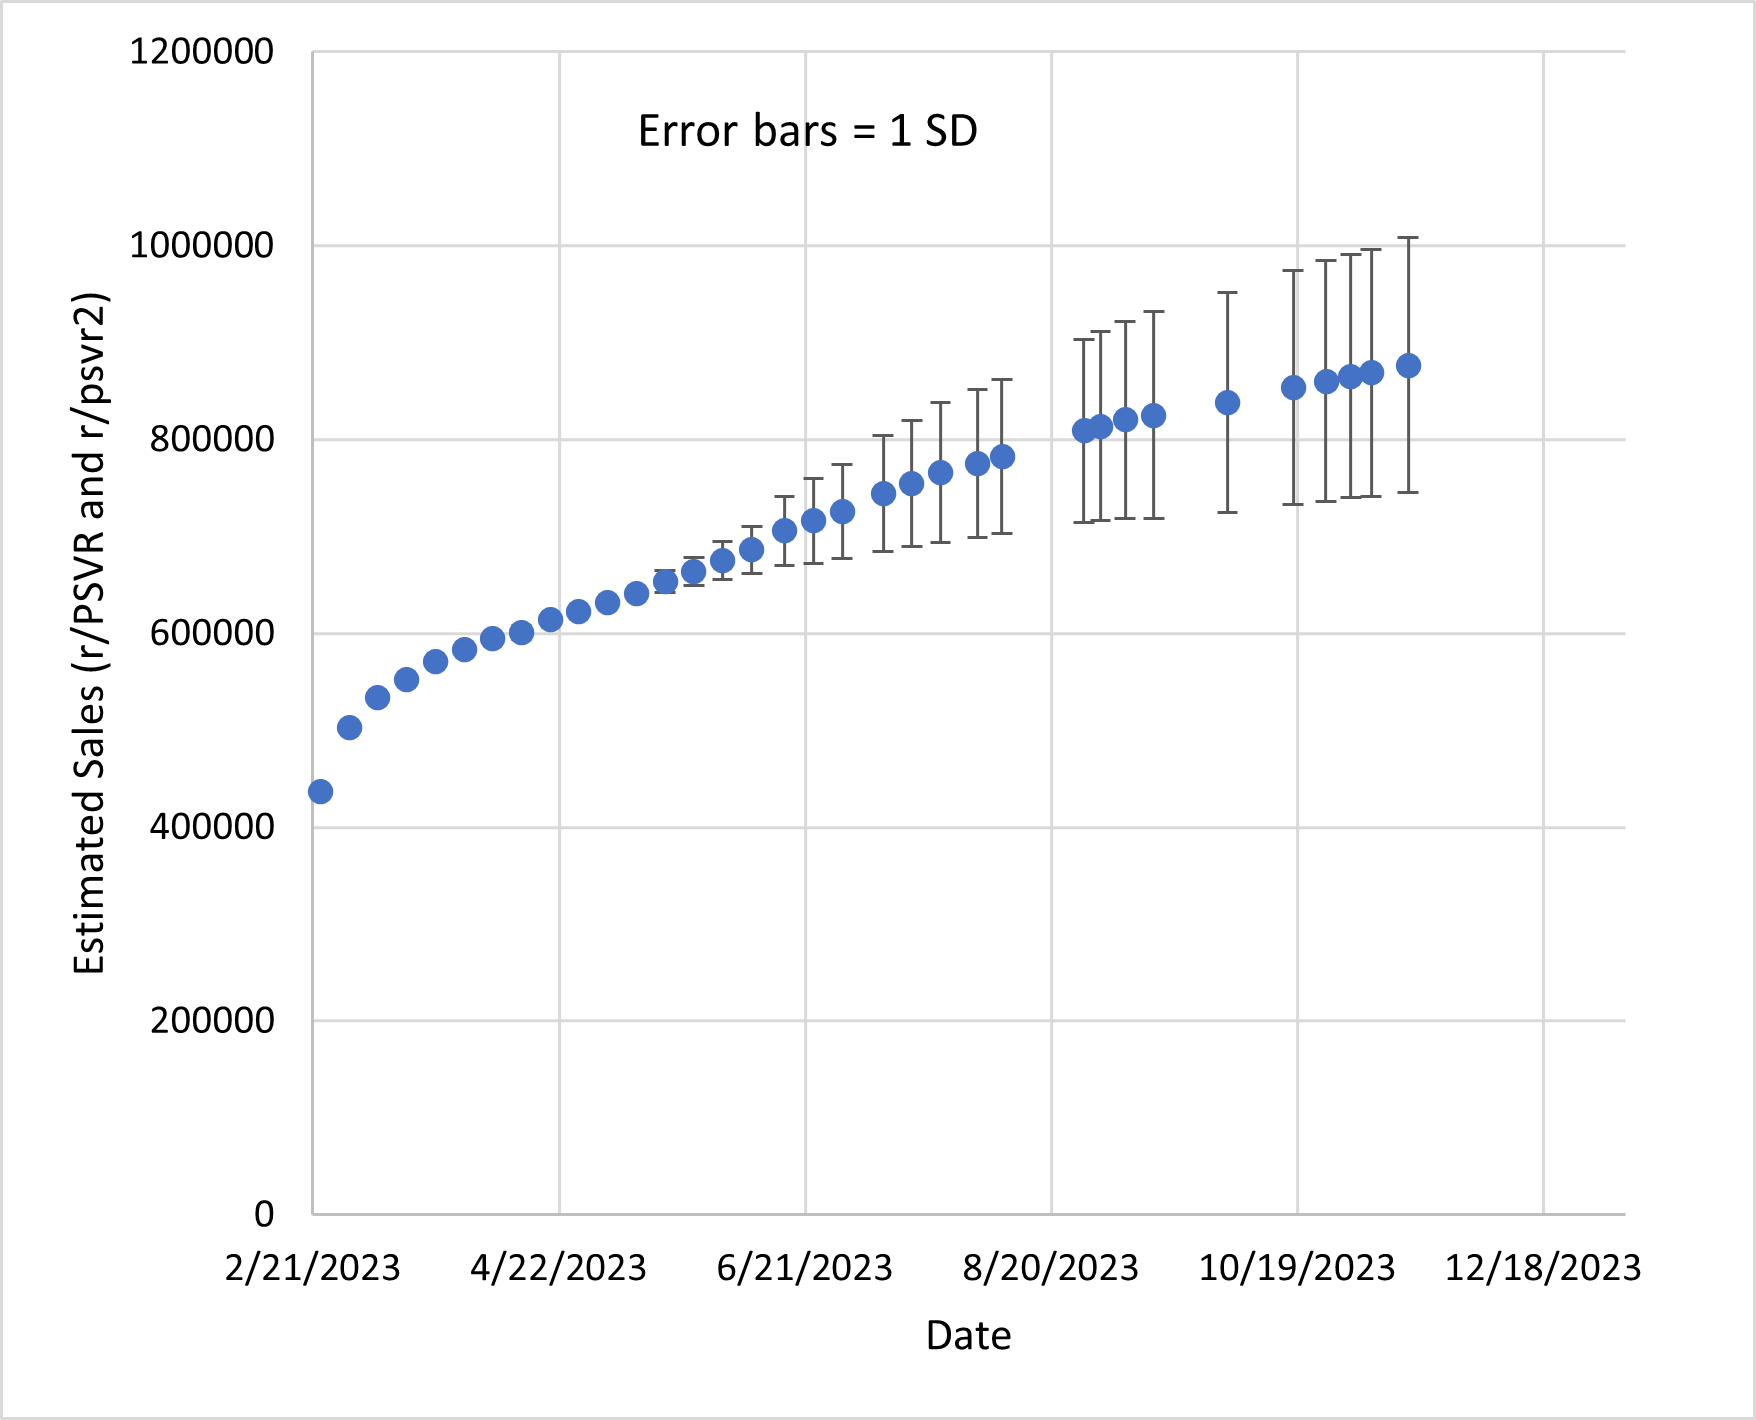 1200000
Error bars = 1 SD
1000000
800000
600000
400000
200000
0
Estimated Sales (r/PSVR and r/psvr2)
2/21/2023 4/22/2023 6/21/2023 8/20/2023 10/19/2023 12/18/2023
Date